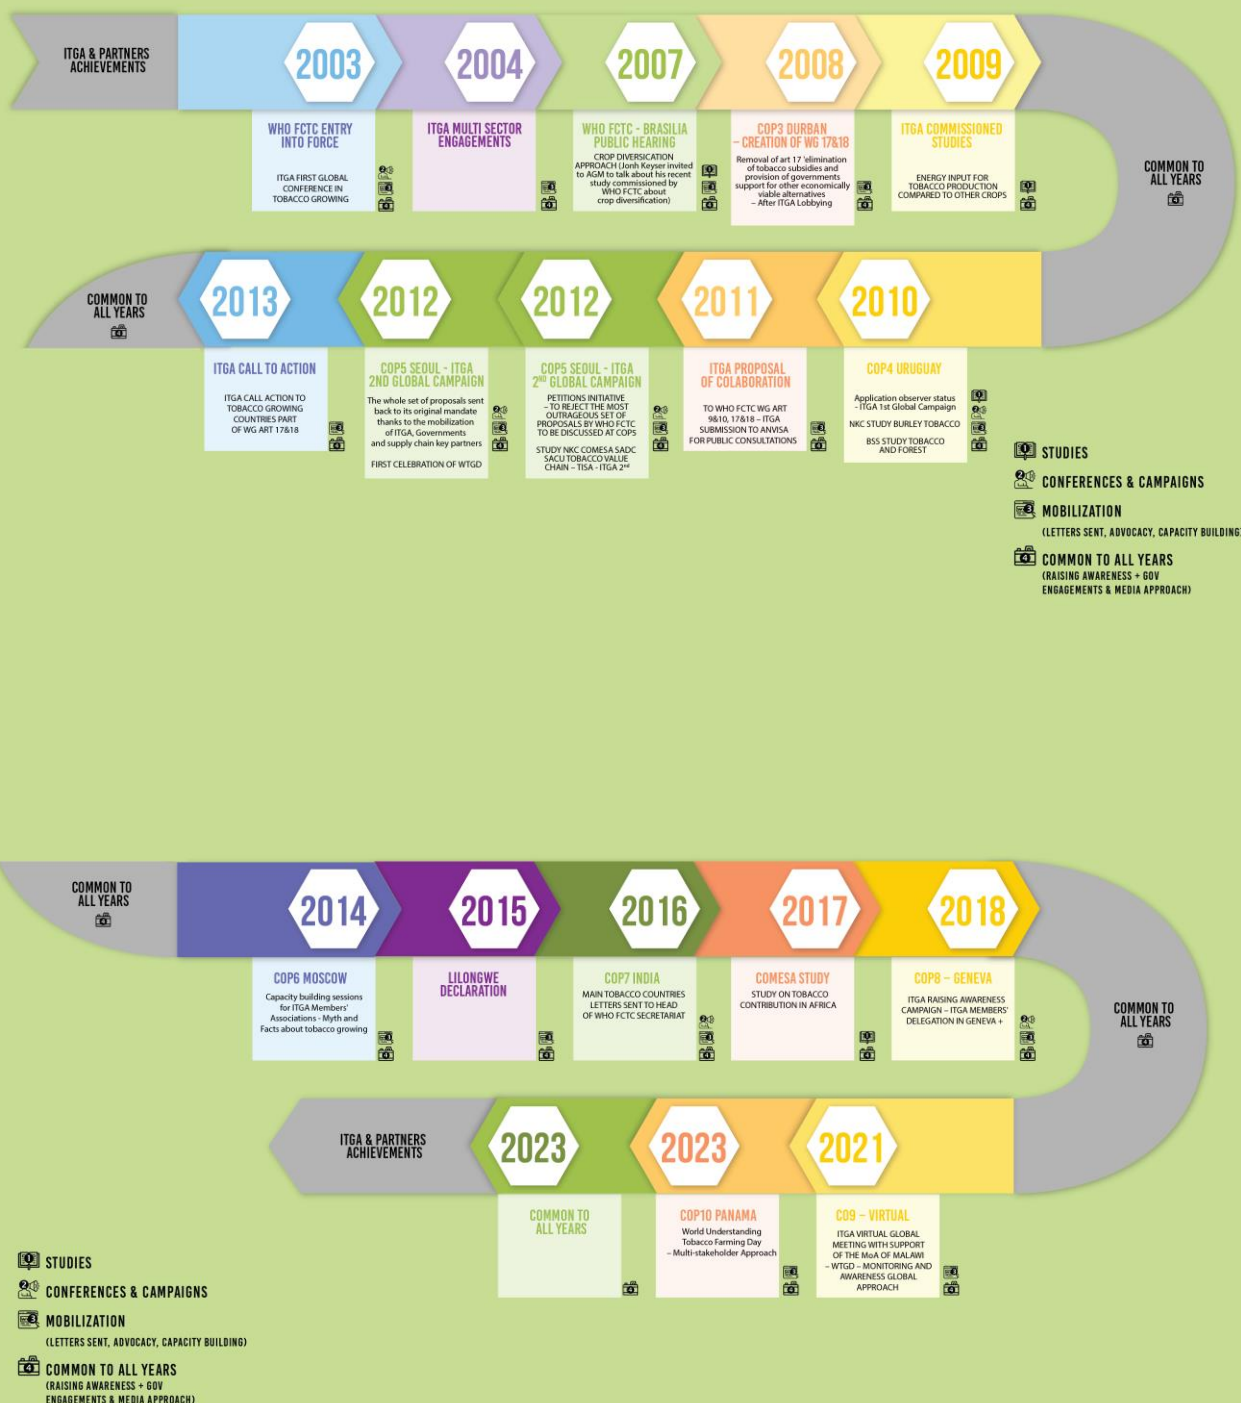 ITGA & PARTNERS
ACHIEVEMENTS
2003
2004
2007
2008
2009
WHO FCTC ENTRY
INTO FORCE
ITGA FIRST GLOBAL
CONFERENCE IN
TOBACCO GROWING
ITGA MULTI SECTOR
ENGAGEMENTS
WHO FCTC - BRASILIA
PUBLIC HEARING
CROP DIVERSICATION
APPROACH (Jonh Keyser invited
to AGM to talk about his recent
study commissioned by
WHO FCTC about
crop diversification)
COP3 DURBAN
– CREATION OF WG 17&18
Removal of art 17 'elimination
of tobacco subsidies and
provision of governments
support for other economically
viable alternatives
– After ITGA Lobbying
ITGA COMMISSIONED
STUDIES
ENERGY INPUT FOR
TOBACCO PRODUCTION
COMPARED TO OTHER CROPS
COMMON TO
ALL YEARS
COMMON TO
ALL YEARS
2013
2012
2012
2011
2010
ITGA CALL TO ACTION
ITGA CALL ACTION TO
TOBACCO GROWING
COUNTRIES PART
OF WG ART 17&18
COP5 SEOUL - ITGA
2ND GLOBAL CAMPAIGN
The whole set of proposals sent
back to its original mandate
thanks to the mobilization
of ITGA, Governments
and supply chain key partners
FIRST CELEBRATION OF WTGD
COP5 SEOUL - ITGA
2ND GLOBAL CAMPAIGN
PETITIONS INITIATIVE
– TO REJECT THE MOST
OUTRAGEOUS SET OF
PROPOSALS BY WHO FCTC
TO BE DISCUSSED AT COP5
STUDY NKC COMESA SADC
SACU TOBACCO VALUE
CHAIN – TISA - ITGA 2nd
ITGA PROPOSAL
OF COLABORATION
TO WHO FCTC WG ART
9&10, 17&18 – ITGA
SUBMISSION TO ANVISA
FOR PUBLIC CONSULTATIONS
COP4 URUGUAY
Application observer status
- ITGA 1st Global Campaign
NKC STUDY BURLEY TOBACCO
BSS STUDY TOBACCO
AND FOREST
STUDIES
CONFERENCES & CAMPAIGNS
MOBILIZATION
(LETTERS SENT, ADVOCACY, CAPACITY BUILDING)
COMMON TO ALL YEARS
(RAISING AWARENESS + GOV
ENGAGEMENTS & MEDIA APPROACH)
COMMON TO
ALL YEARS
2014
2015
2016
2017
2018
COP6 MOSCOW
Capacity building sessions
for ITGA Members'
Associations - Myth and
Facts about tobacco growing
LILONGWE
DECLARATION
COP7 INDIA
MAIN TOBACCO COUNTRIES
LETTERS SENT TO HEAD
OF WHO FCTC SECRETARIAT
COMESA STUDY
STUDY ON TOBACCO
CONTRIBUTION IN AFRICA
COP8 – GENEVA
ITGA RAISING AWARENESS
CAMPAIGN – ITGA MEMBERS'
DELEGATION IN GENEVA +
COMMON TO
ALL YEARS
ITGA & PARTNERS
ACHIEVEMENTS
2023
2023
2021
COMMON TO
ALL YEARS
COP10 PANAMA
World Understanding
Tobacco Farming Day
– Multi-stakeholder Approach
CO9 – VIRTUAL
ITGA VIRTUAL GLOBAL
MEETING WITH SUPPORT
OF THE MoA OF MALAWI
– WTGD – MONITORING AND
AWARENESS GLOBAL
APPROACH
STUDIES
CONFERENCES & CAMPAIGNS
MOBILIZATION
(LETTERS SENT, ADVOCACY, CAPACITY BUILDING)
COMMON TO ALL YEARS
(RAISING AWARENESS + GOV
ENGAGEMENTS & MEDIA APPROACH)